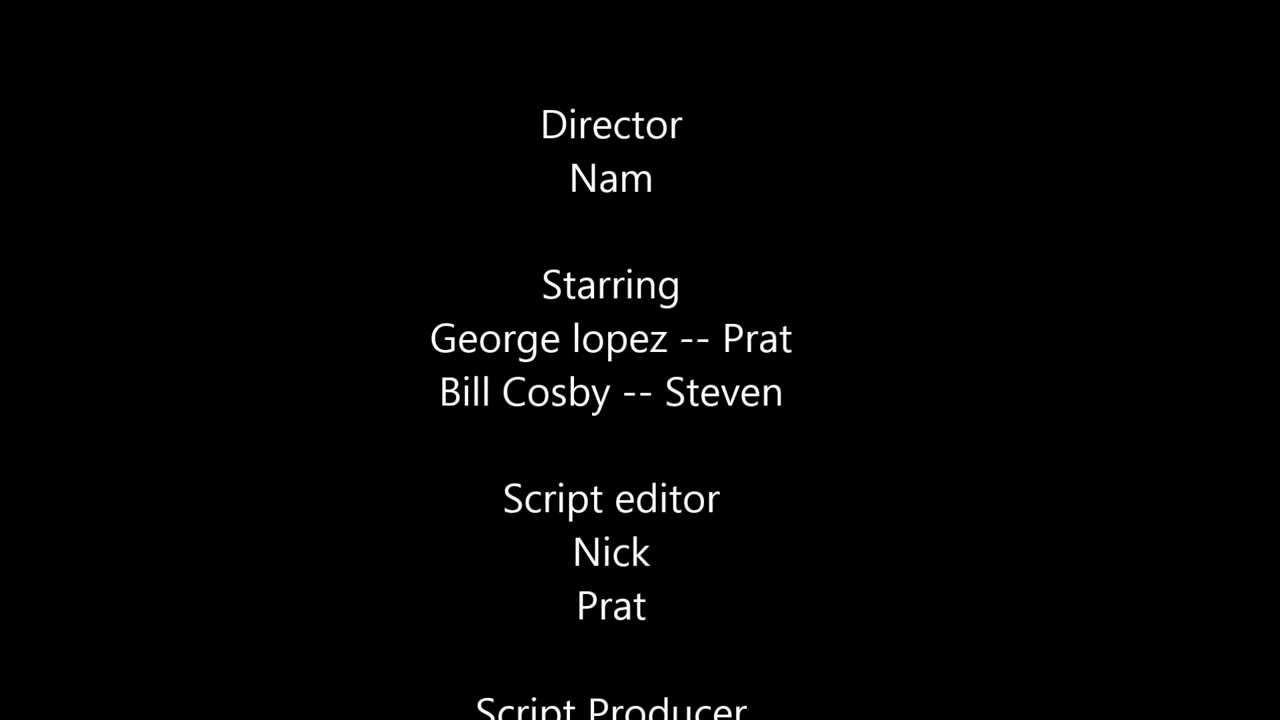 Director
Nam
Starring
George lopez -- Prat
Bill Cosby -- Steven
Script editor
Nick
Prat
Script Producer